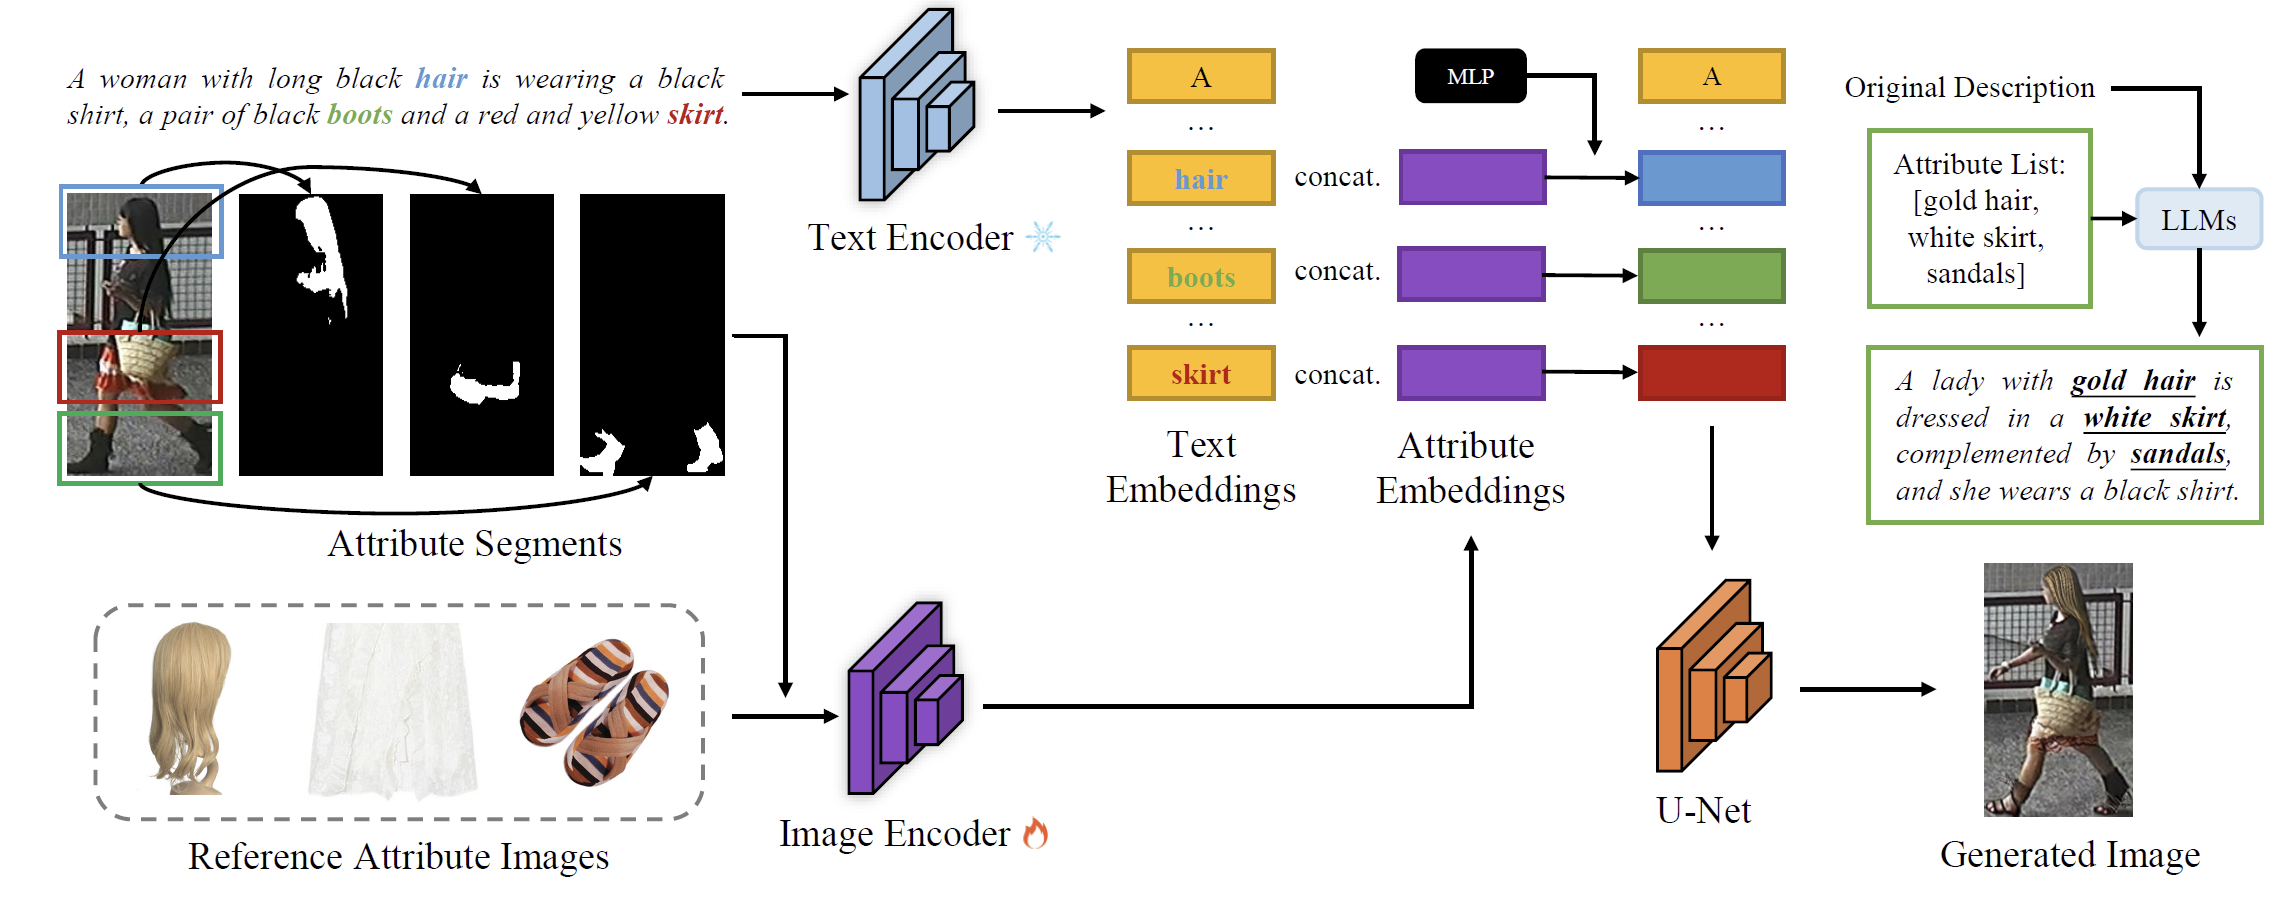 A woman with long black hair is wearing a black
shirt, a pair of black boots and a red and yellow skirt.
Attribute Segments
Reference Attribute Images
Text Encoder
Image Encoder
A
...
hair
...
boots
...
skirt
concat.
concat.
concat.
Text
Embeddings
MLP
Attribute
Embeddings
A
...
...
...
U-Net
Original Description
Attribute List:
[gold hair,
white skirt,
sandals]
LLMs
A lady with gold hair is
dressed in a white skirt,
complemented by sandals,
and she wears a black shirt.
Generated Image